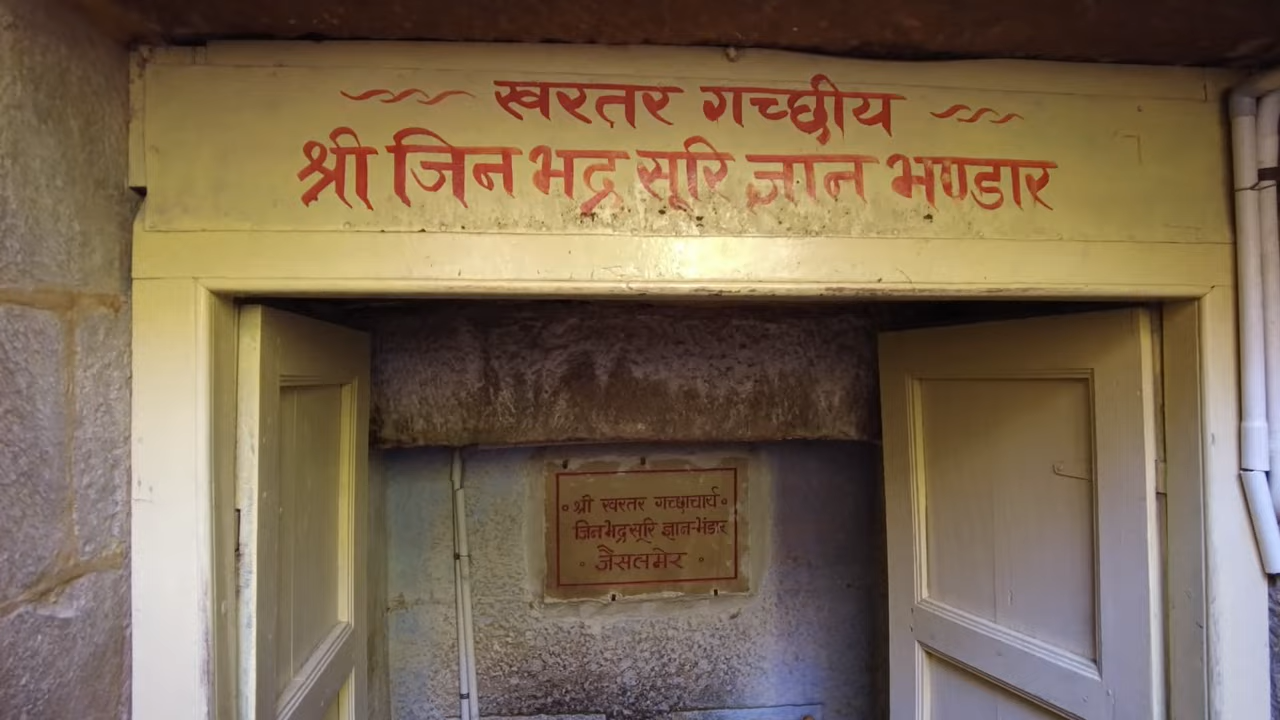 खरतर गच्छीय
श्री जिन भद्र सूरि ज्ञान भण्डार
श्री खरतर गच्छाचार्य
जिनभद्रसूरि ज्ञान-भंडार
जैसलमेर